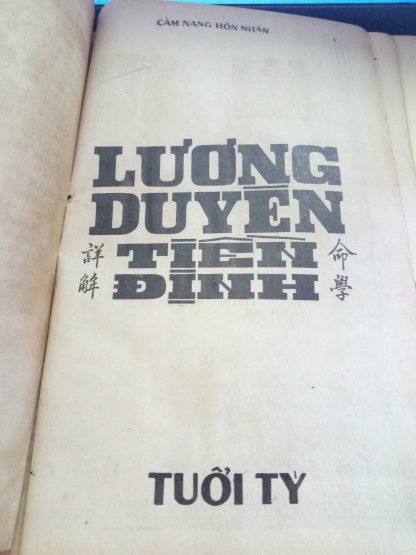 CẨM NANG HÔN NHÂN
LƯƠNG
DUYÊN
TIỀN
ĐỊNH
詳解
命學
TUỔI TÝ